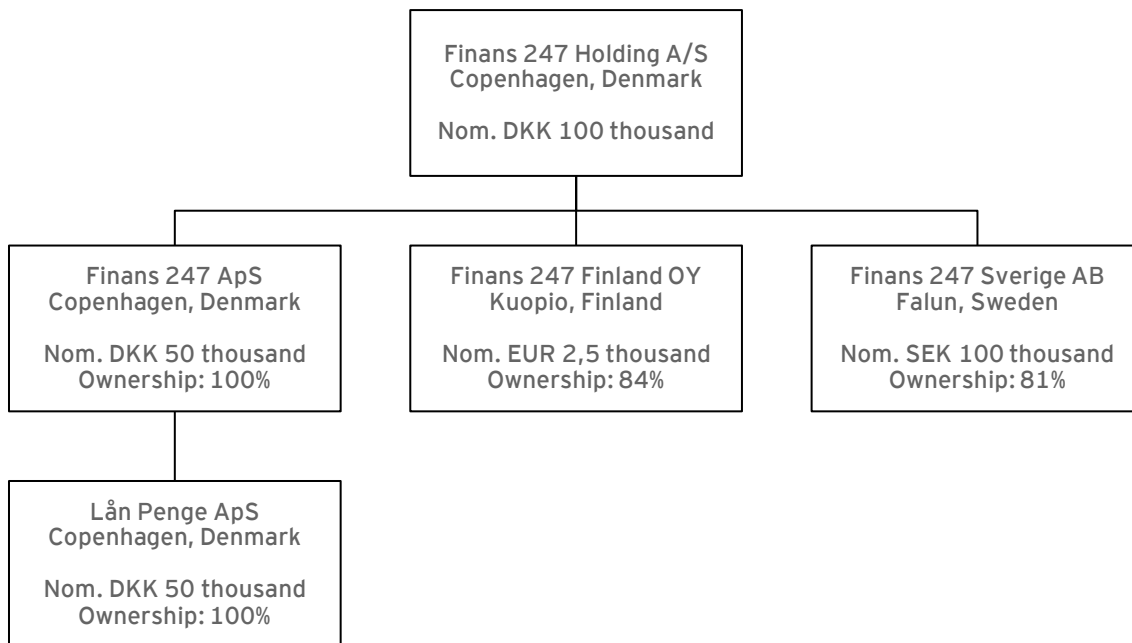 Finans 247 Holding A/S
Copenhagen, Denmark
Nom. DKK 100 thousand
Finans 247 ApS
Copenhagen, Denmark
Nom. DKK 50 thousand
Ownership: 100%
Finans 247 Finland OY
Kuopio, Finland
Nom. EUR 2,5 thousand
Ownership: 84%
Finans 247 Sverige AB
Falun, Sweden
Nom. SEK 100 thousand
Ownership: 81%
Lån Penge ApS
Copenhagen, Denmark
Nom. DKK 50 thousand
Ownership: 100%